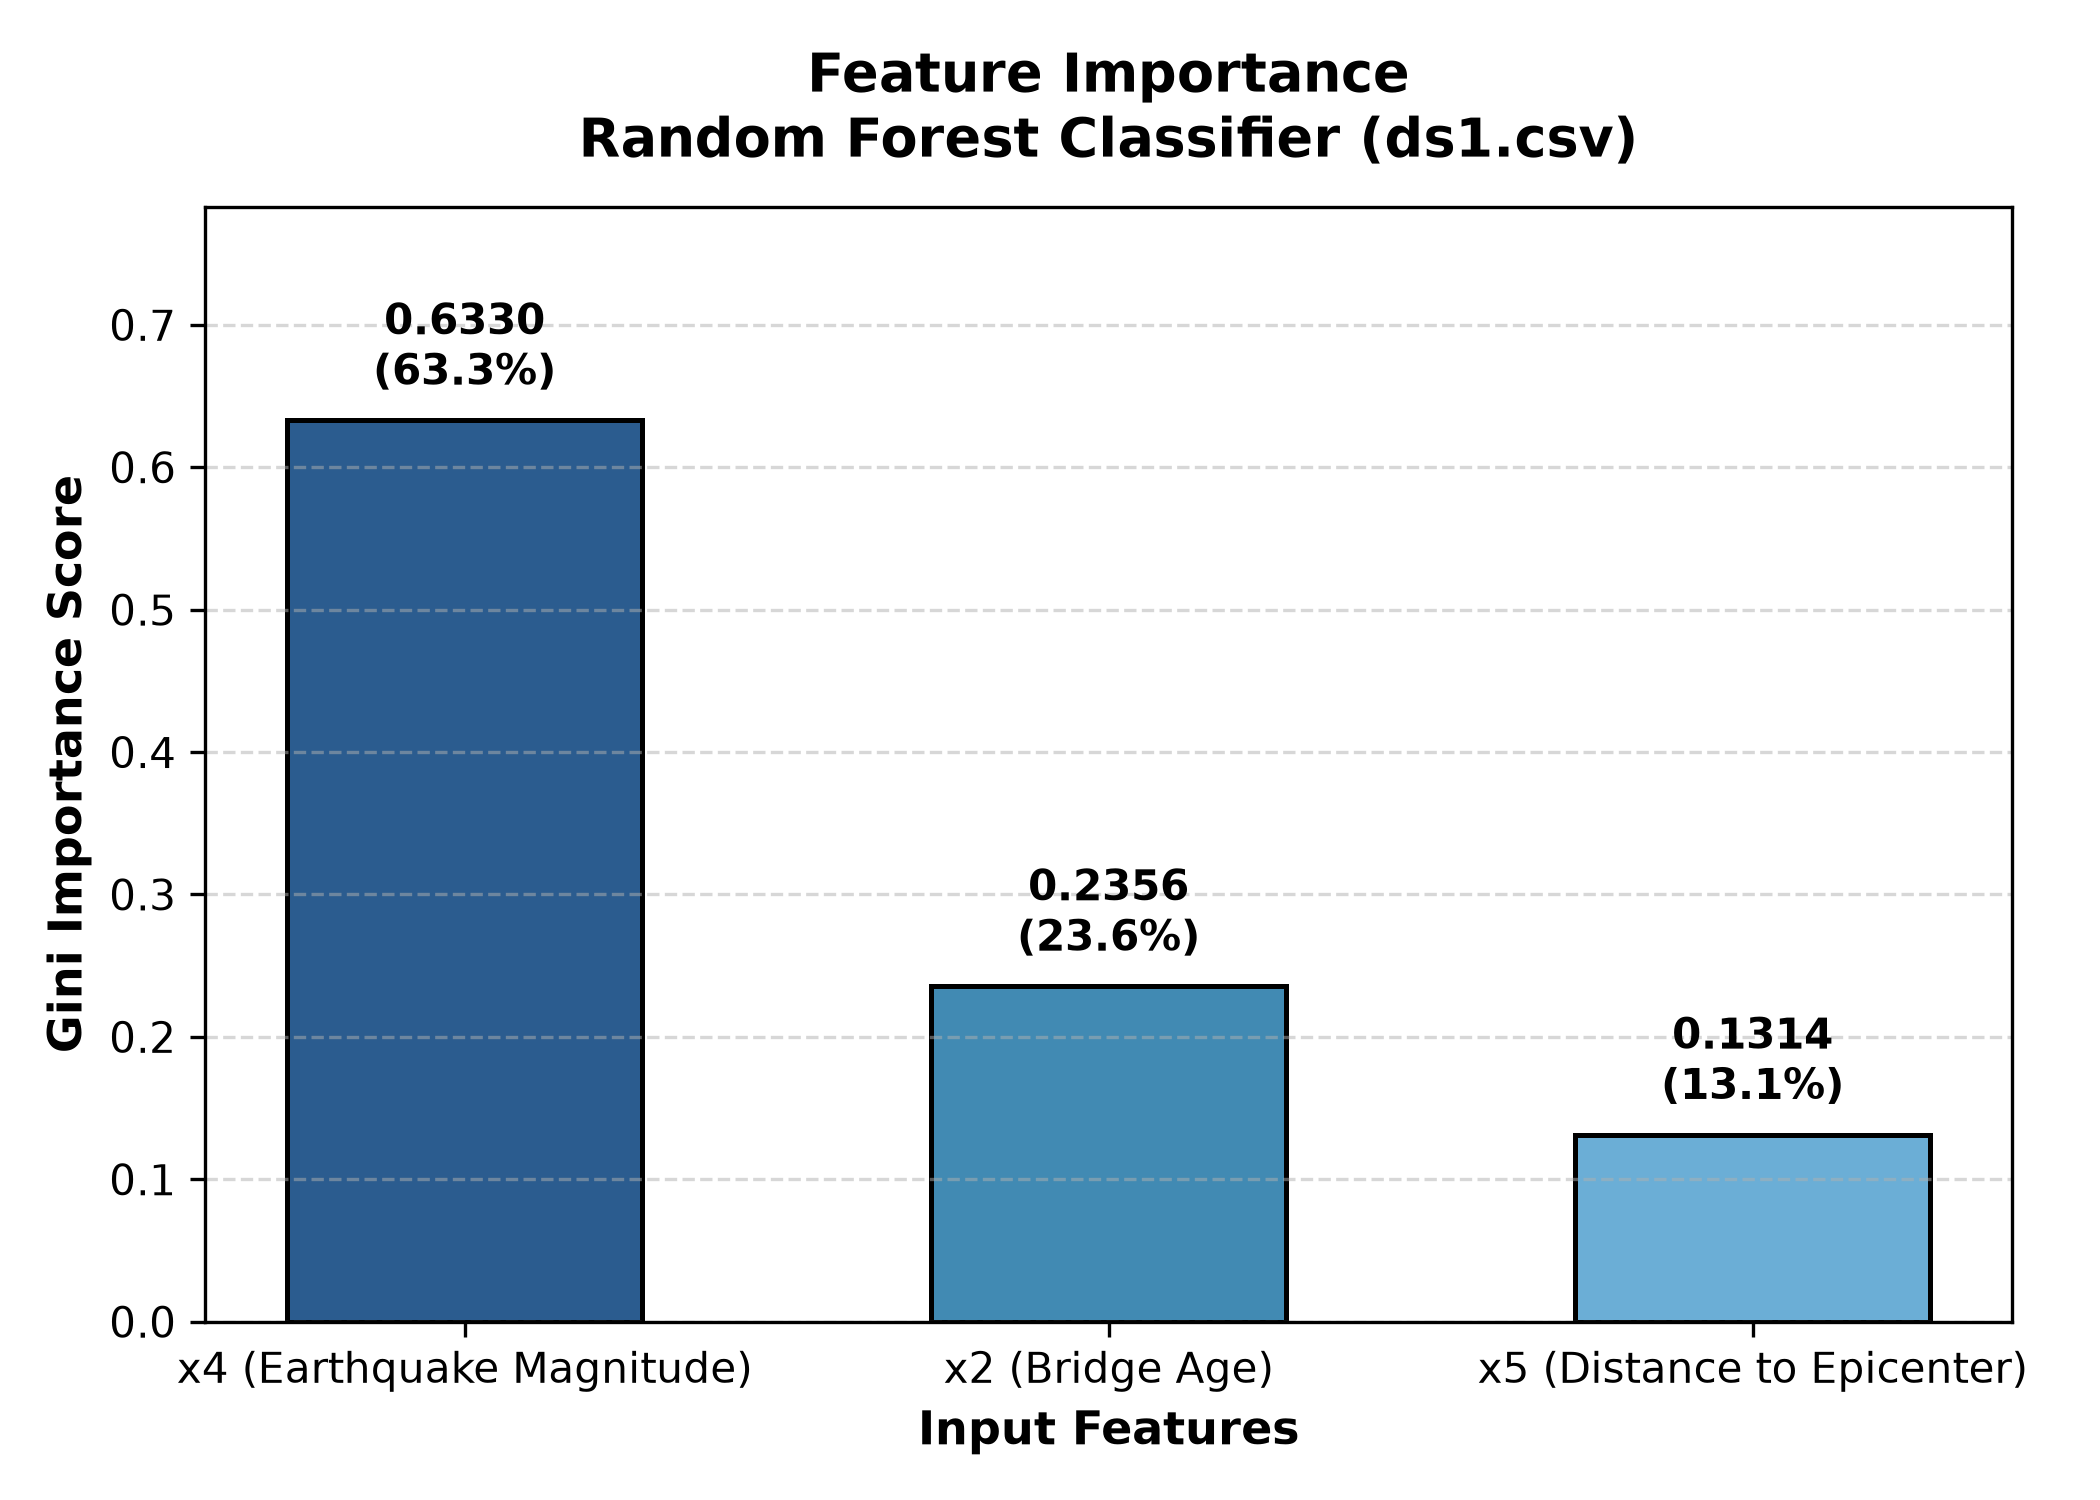 Feature Importance
Random Forest Classifier (ds1.csv)
Gini Importance Score
0.7
0.6
0.5
0.4
0.3
0.2
0.1
0.0
0.6330
(63.3%)
0.2356
(23.6%)
0.1314
(13.1%)
x4 (Earthquake Magnitude)
x2 (Bridge Age)
x5 (Distance to Epicenter)
Input Features